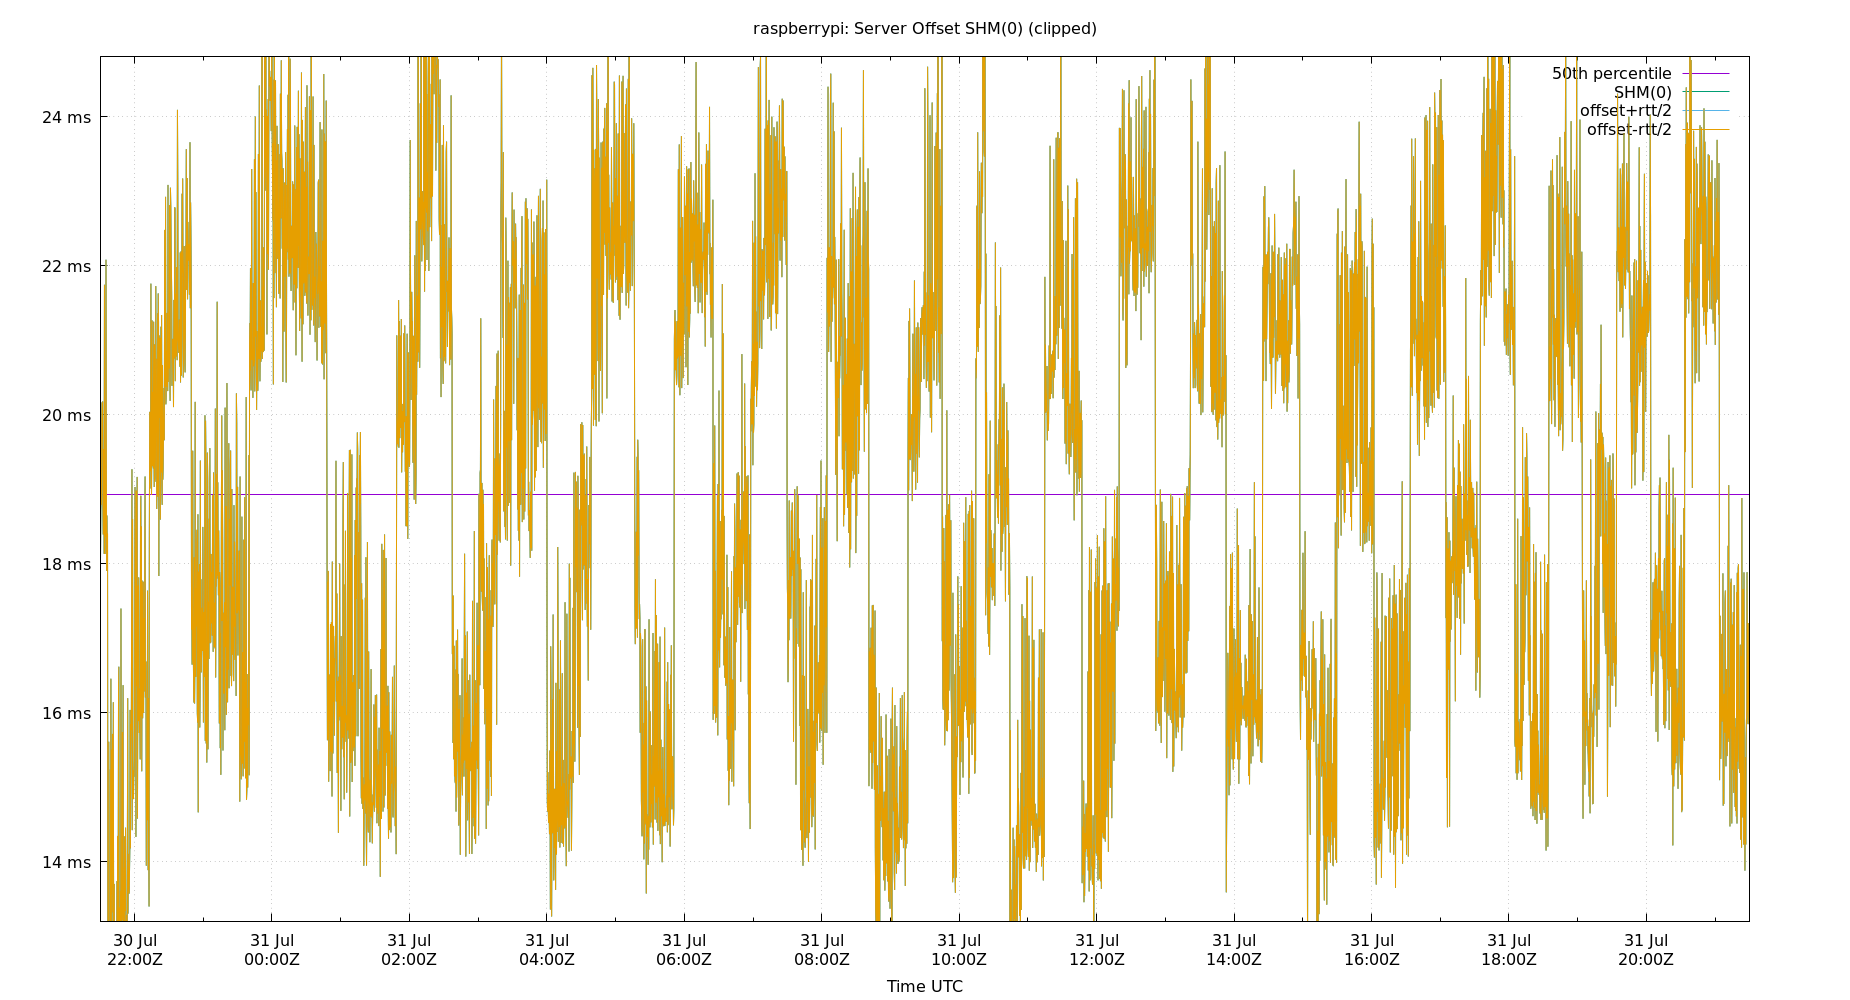 raspberrypi: Server Offset SHM(0) (clipped)
50th percentile
SHM(0)
offset+rtt/2
offset-rtt/2
24 ms
22 ms
20 ms
18 ms
16 ms
14 ms
30 Jul 31 Jul 31 Jul 31 Jul 31 Jul 31 Jul 31 Jul 31 Jul 31 Jul 31 Jul 31 Jul 31 Jul
22:00Z 00:00Z 02:00Z 04:00Z 06:00Z 08:00Z 10:00Z 12:00Z 14:00Z 16:00Z 18:00Z 20:00Z
Time UTC